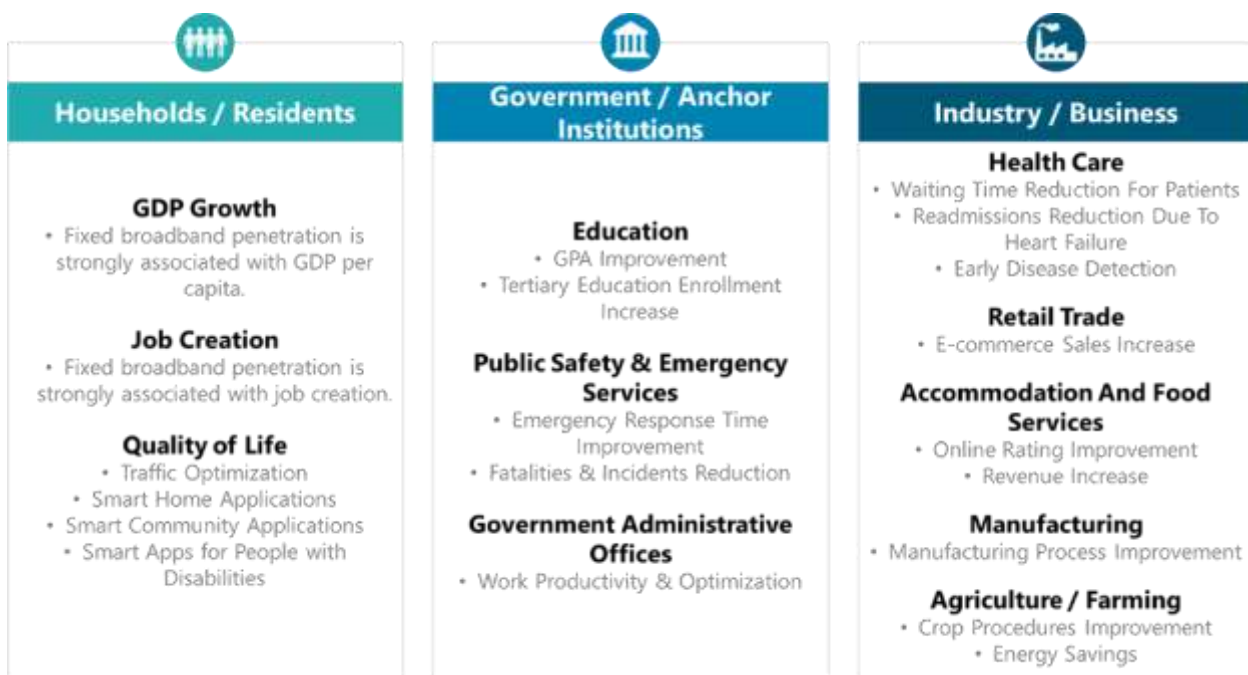 Households / Residents
GDP Growth
• Fixed broadband penetration is
strongly associated with GDP per
capita.
Job Creation
• Fixed broadband penetration is
strongly associated with job creation.
Quality of Life
• Traffic Optimization
• Smart Home Applications
• Smart Community Applications
• Smart Apps for People with
Disabilities
Government / Anchor
Institutions
Education
• GPA Improvement
• Tertiary Education Enrollment
Increase
Public Safety & Emergency
Services
• Emergency Response Time
Improvement
• Fatalities & Incidents Reduction
Government Administrative
Offices
• Work Productivity & Optimization
Industry / Business
Health Care
• Waiting Time Reduction For Patients
• Readmissions Reduction Due To
Heart Failure
• Early Disease Detection
Retail Trade
• E-commerce Sales Increase
Accommodation And Food
Services
• Online Rating Improvement
• Revenue Increase
Manufacturing
• Manufacturing Process Improvement
Agriculture / Farming
• Crop Procedures Improvement
• Energy Savings